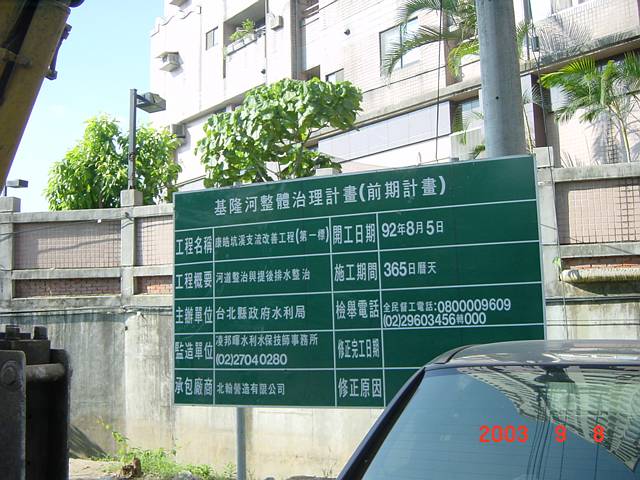 基隆河整體治理計畫(前期計畫)
工程名稱 康誥坑溪支流改善工程(第一標) 開工日期 92年8月5日
工程概要 河道整治與堤後排水整治 施工期間 365日曆天
主辦單位 台北縣政府水利局 檢舉電話 全民督工電話:0800009609
(02)29603456轉000
監造單位 凌邦暉水利水保技師事務所 修正完工日期
(02)27040280
承包廠商 北翰營造有限公司 修正原因
2003 9 8